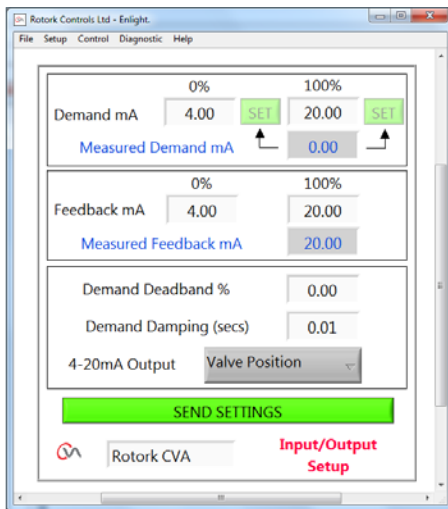 Rotork Controls Ltd - Enlight.
File Setup Control Diagnostic Help
0% 100%
Demand mA 4.00 SET 20.00 SET
Measured Demand mA 0.00
0% 100%
Feedback mA 4.00 20.00
Measured Feedback mA 20.00
Demand Deadband % 0.00
Demand Damping (secs) 0.01
4-20mA Output Valve Position
SEND SETTINGS
Rotork CVA Input/Output
Setup